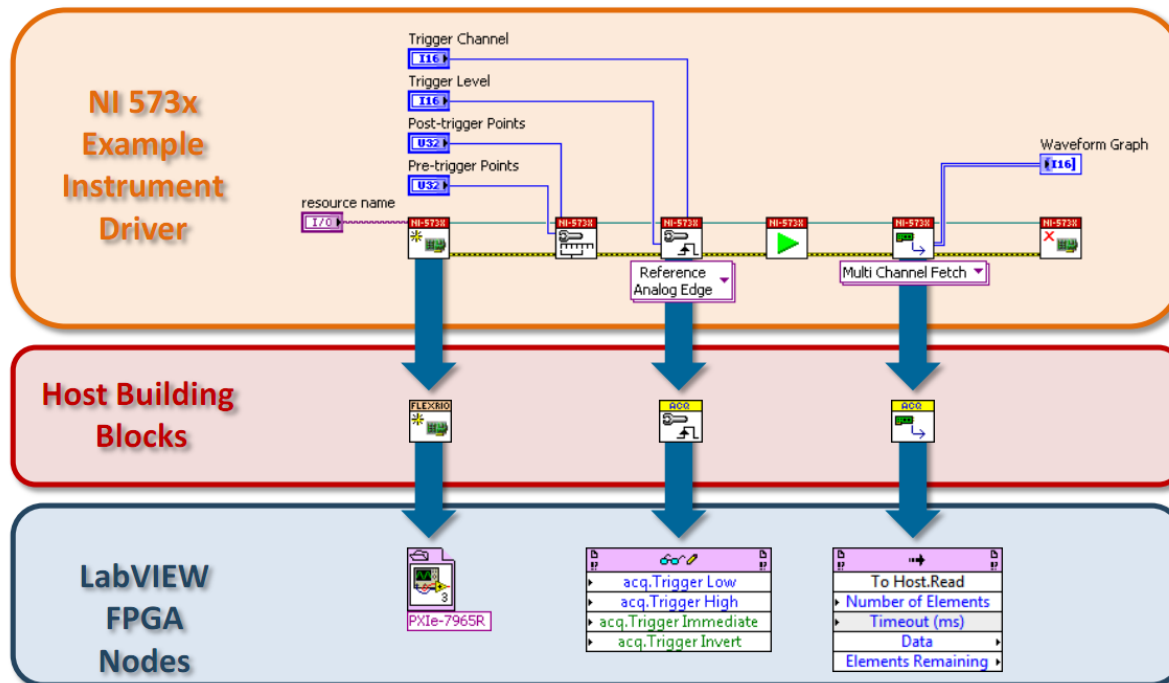 NI 573x
Example
Instrument
Driver
Trigger Channel
I16
Trigger Level
I16
Post-trigger Points
U32
Pre-trigger Points
U32
resource name
I/O
NI-573X
NI-573X
NI-573X
NI-573X
NI-573X
NI-573X
Waveform Graph
I16]
Reference
Analog Edge
Multi Channel Fetch
Host Building
Blocks
FLEXRIO
ACQ
ACQ
LabVIEW
FPGA
Nodes
3
PXIe-7965R
acq.Trigger Low
acq.Trigger High
acq.Trigger Immediate
acq.Trigger Invert
To Host.Read
Number of Elements
Timeout (ms)
Data
Elements Remaining